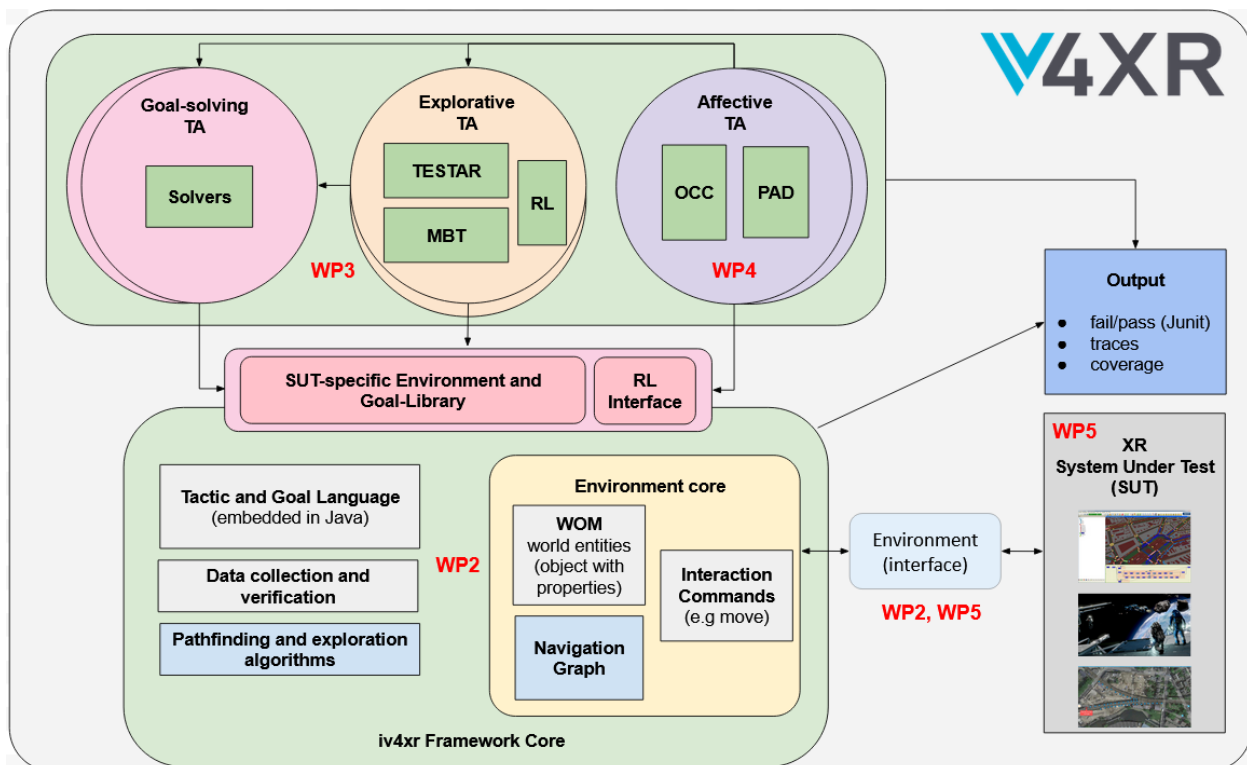 V4XR
Goal-solving
TA
Solvers
Explorative
TA
TESTAR
MBT
RL
WP3
Affective
TA
OCC
PAD
WP4
Output
● fail/pass (Junit)
● traces
● coverage
SUT-specific Environment and
Goal-Library
RL
Interface
Tactic and Goal Language
(embedded in Java)
Data collection and
verification
Pathfinding and exploration
algorithms
WP2
Environment core
WOM
world entities
(object with
properties)
Navigation
Graph
Interaction
Commands
(e.g move)
iv4xr Framework Core
Environment
(interface)
WP2, WP5
WP5
XR
System Under Test
(SUT)